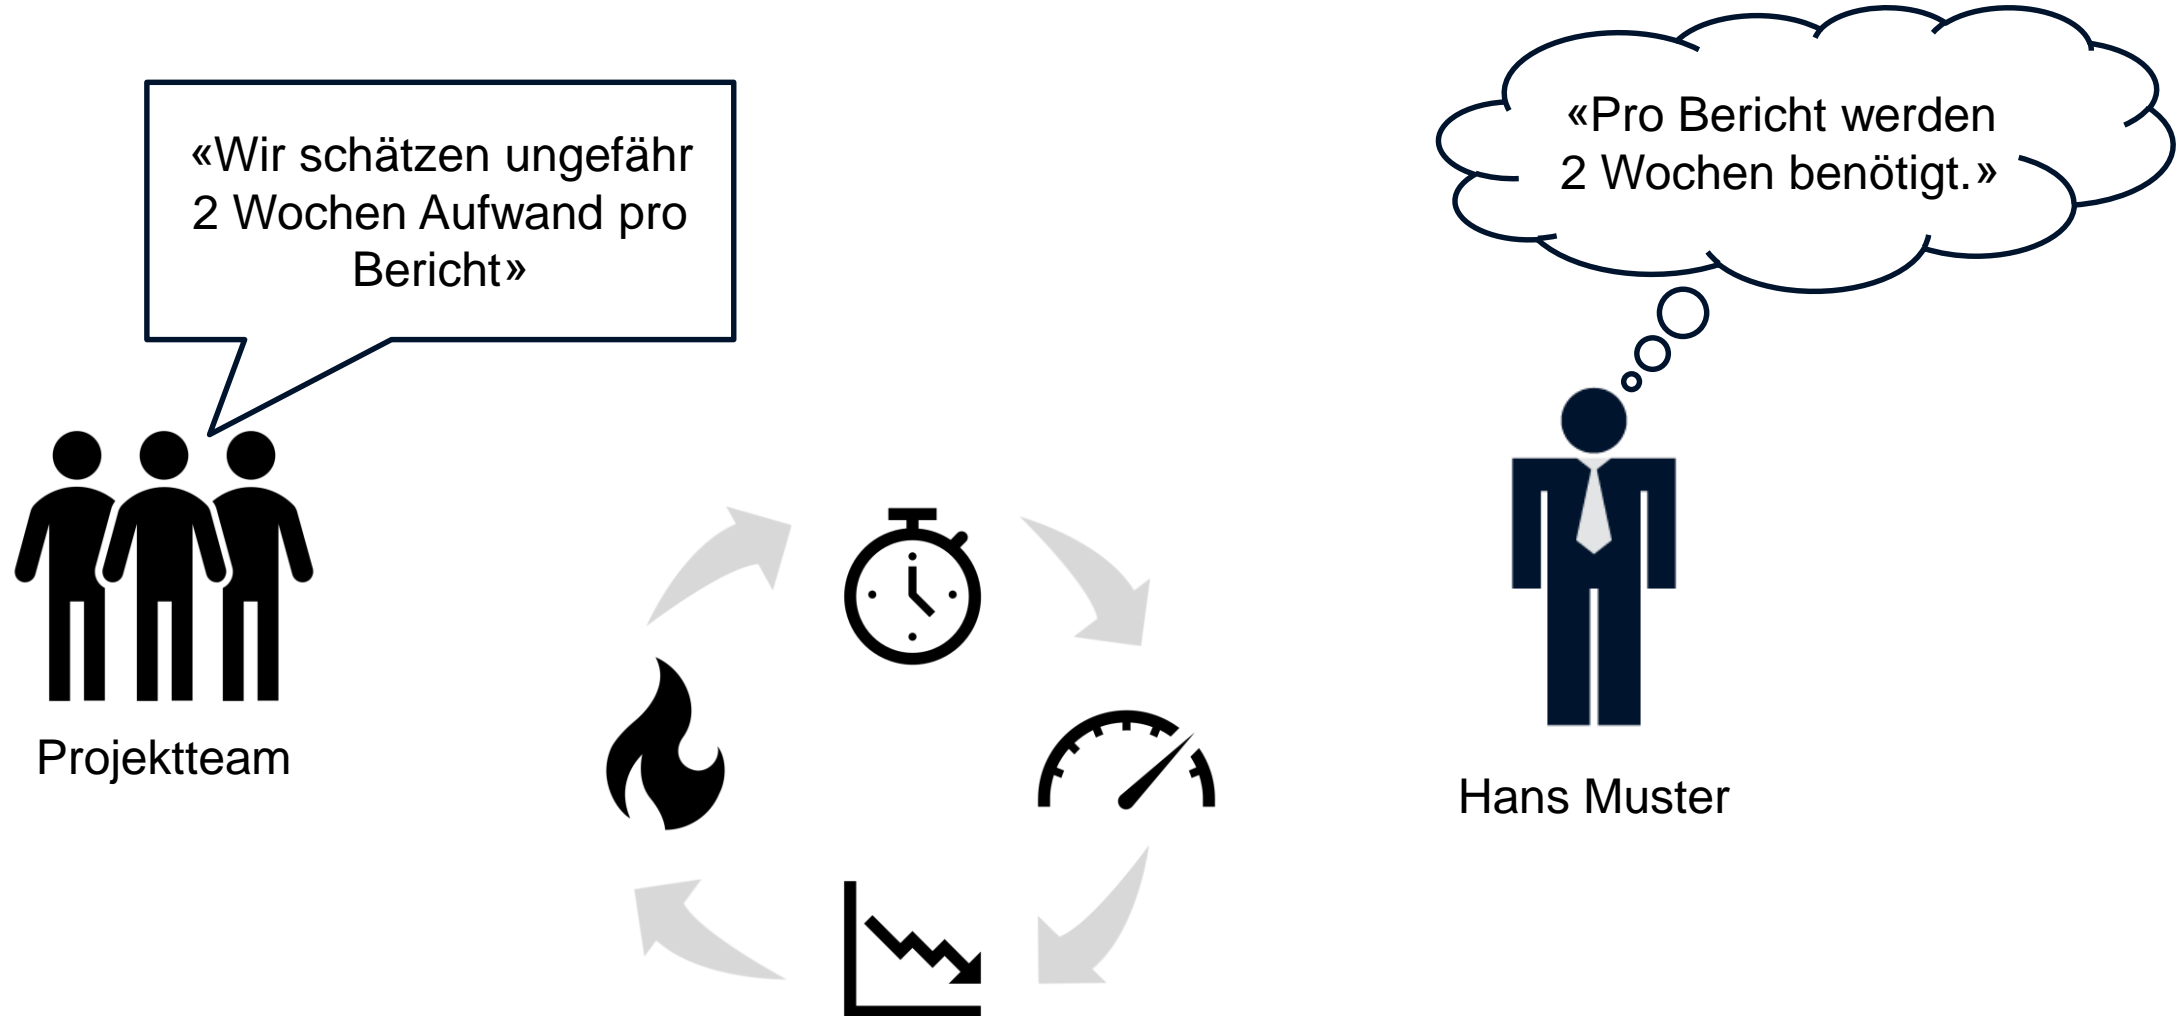 «Wir schätzen ungefähr
2 Wochen Aufwand pro
Bericht»
«Pro Bericht werden
2 Wochen benötigt.»
Projektteam
Hans Muster